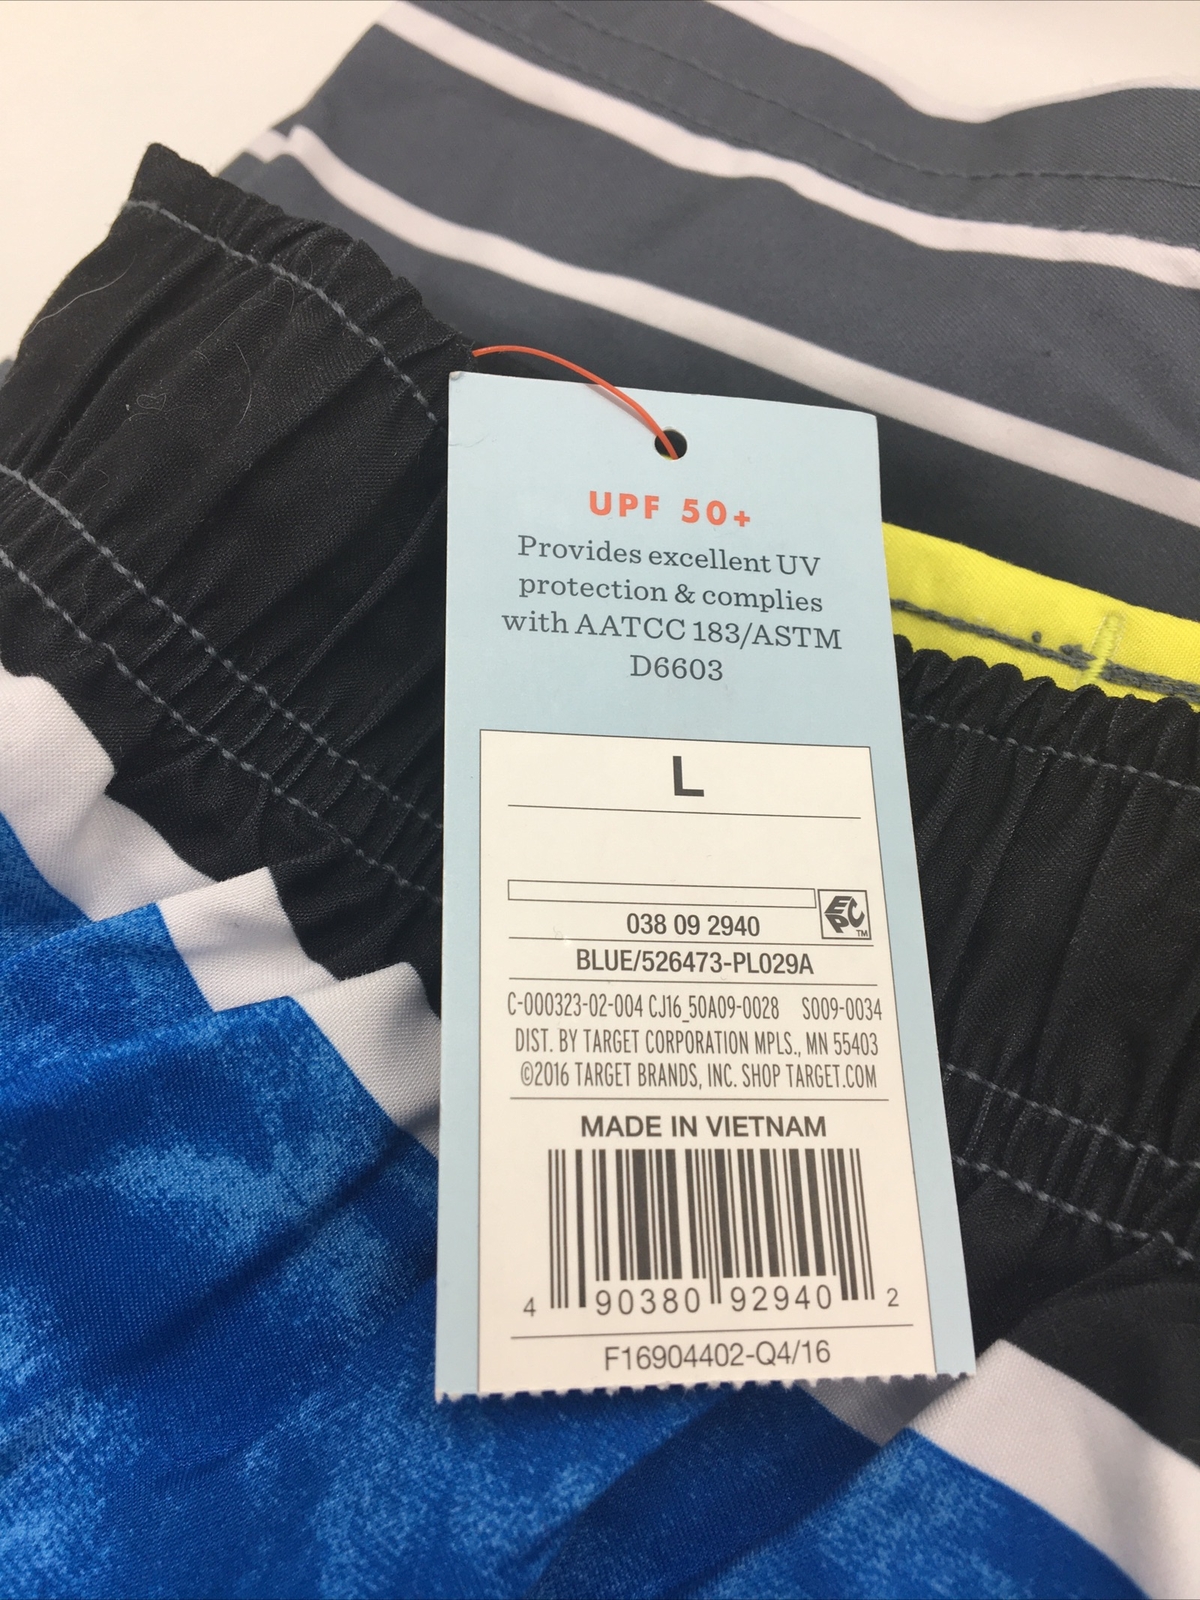 UPF 50+
Provides excellent UV
protection & complies
with AATCC 183/ASTM
D6603
L
EPC TM
038 09 2940
BLUE/526473-PL029A
C-000323-02-004 CJ16_50A09-0028 S009-0034
DIST. BY TARGET CORPORATION MPLS., MN 55403
©2016 TARGET BRANDS, INC. SHOP TARGET.COM
MADE IN VIETNAM
4 90380 92940 2
F16904402-Q4/16